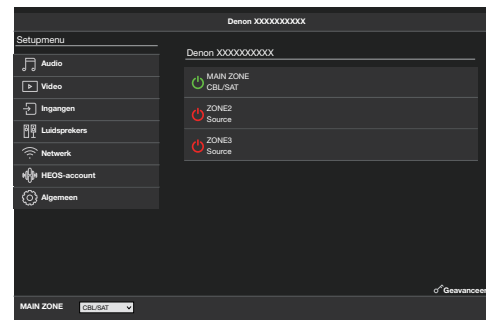 Denon XXXXXXXXXX
Setupmenu
Audio
Video
Ingangen
Luidsprekers
Netwerk
HEOS-account
Algemeen
Denon XXXXXXXXXX
MAIN ZONE
CBL/SAT
ZONE2
Source
ZONE3
Source
Geavanceer
MAIN ZONE CBL/SAT